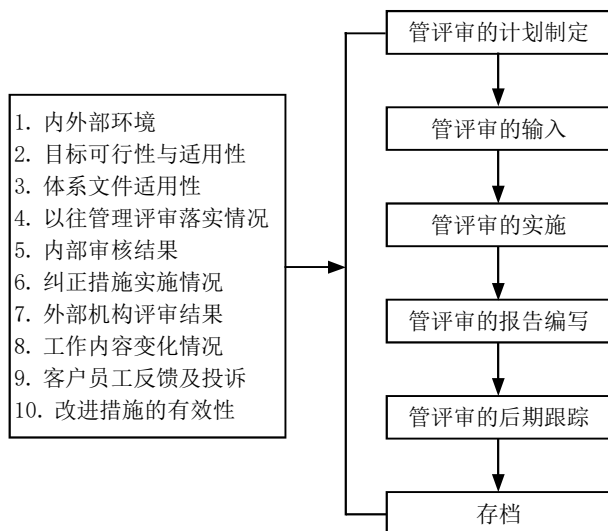 管评审的计划制定
管评审的输入
管评审的实施
管评审的报告编写
管评审的后期跟踪
存档
1. 内外部环境
2. 目标可行性与适用性
3. 体系文件适用性
4. 以往管理评审落实情况
5. 内部审核结果
6. 纠正措施实施情况
7. 外部机构评审结果
8. 工作内容变化情况
9. 客户员工反馈及投诉
10. 改进措施的有效性